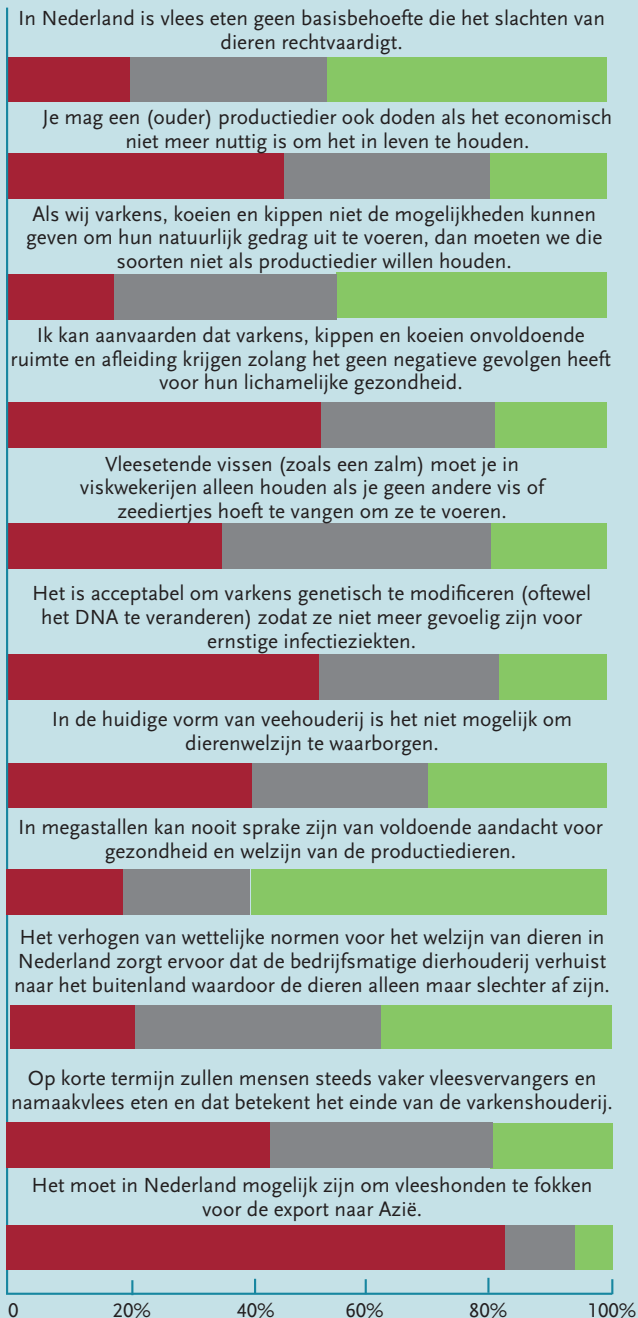 In Nederland is vlees eten geen basisbehoefte die het slachten van
dieren rechtvaardigt.
Je mag een (ouder) productiedier ook doden als het economisch
niet meer nuttig is om het in leven te houden.
Als wij varkens, koeien en kippen niet de mogelijkheden kunnen
geven om hun natuurlijk gedrag uit te voeren, dan moeten we die
soorten niet als productiedier willen houden.
Ik kan aanvaarden dat varkens, kippen en koeien onvoldoende
ruimte en afleiding krijgen zolang het geen negatieve gevolgen heeft
voor hun lichamelijke gezondheid.
Vleesetende vissen (zoals een zalm) moet je in
viskwekerijen alleen houden als je geen andere vis of
zeediertjes hoeft te vangen om ze te voeren.
Het is acceptabel om varkens genetisch te modificeren (oftewel
het DNA te veranderen) zodat ze niet meer gevoelig zijn voor
ernstige infectieziekten.
In de huidige vorm van veehouderij is het niet mogelijk om
dierenwelzijn te waarborgen.
In megastallen kan nooit sprake zijn van voldoende aandacht voor
gezondheid en welzijn van de productiedieren.
Het verhogen van wettelijke normen voor het welzijn van dieren in
Nederland zorgt ervoor dat de bedrijfsmatige dierhouderij verhuist
naar het buitenland waardoor de dieren alleen maar slechter af zijn.
Op korte termijn zullen mensen steeds vaker vleesvervangers en
namaakvlees eten en dat betekent het einde van de varkenshouderij.
Het moet in Nederland mogelijk zijn om vleeshonden te fokken
voor de export naar Azië.
0 20% 40% 60% 80% 100%